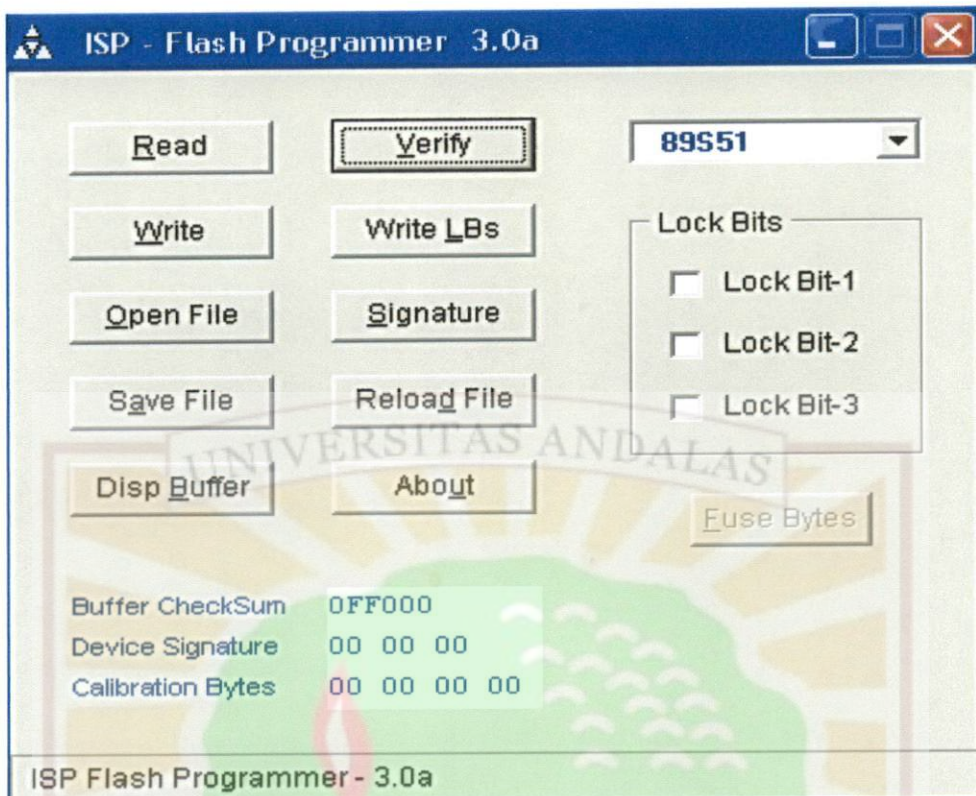 ISP - Flash Programmer 3.0a
Read
Verify
89S51
Write
Write LBs
Lock Bits
Lock Bit-1
Open File
Signature
Lock Bit-2
Save File
Reload File
Lock Bit-3
UNIVERSITAS ANDALAS
Disp Buffer
About
Fuse Bytes
Buffer CheckSum 0FF000
Device Signature 00 00 00
Calibration Bytes 00 00 00 00
ISP Flash Programmer - 3.0a